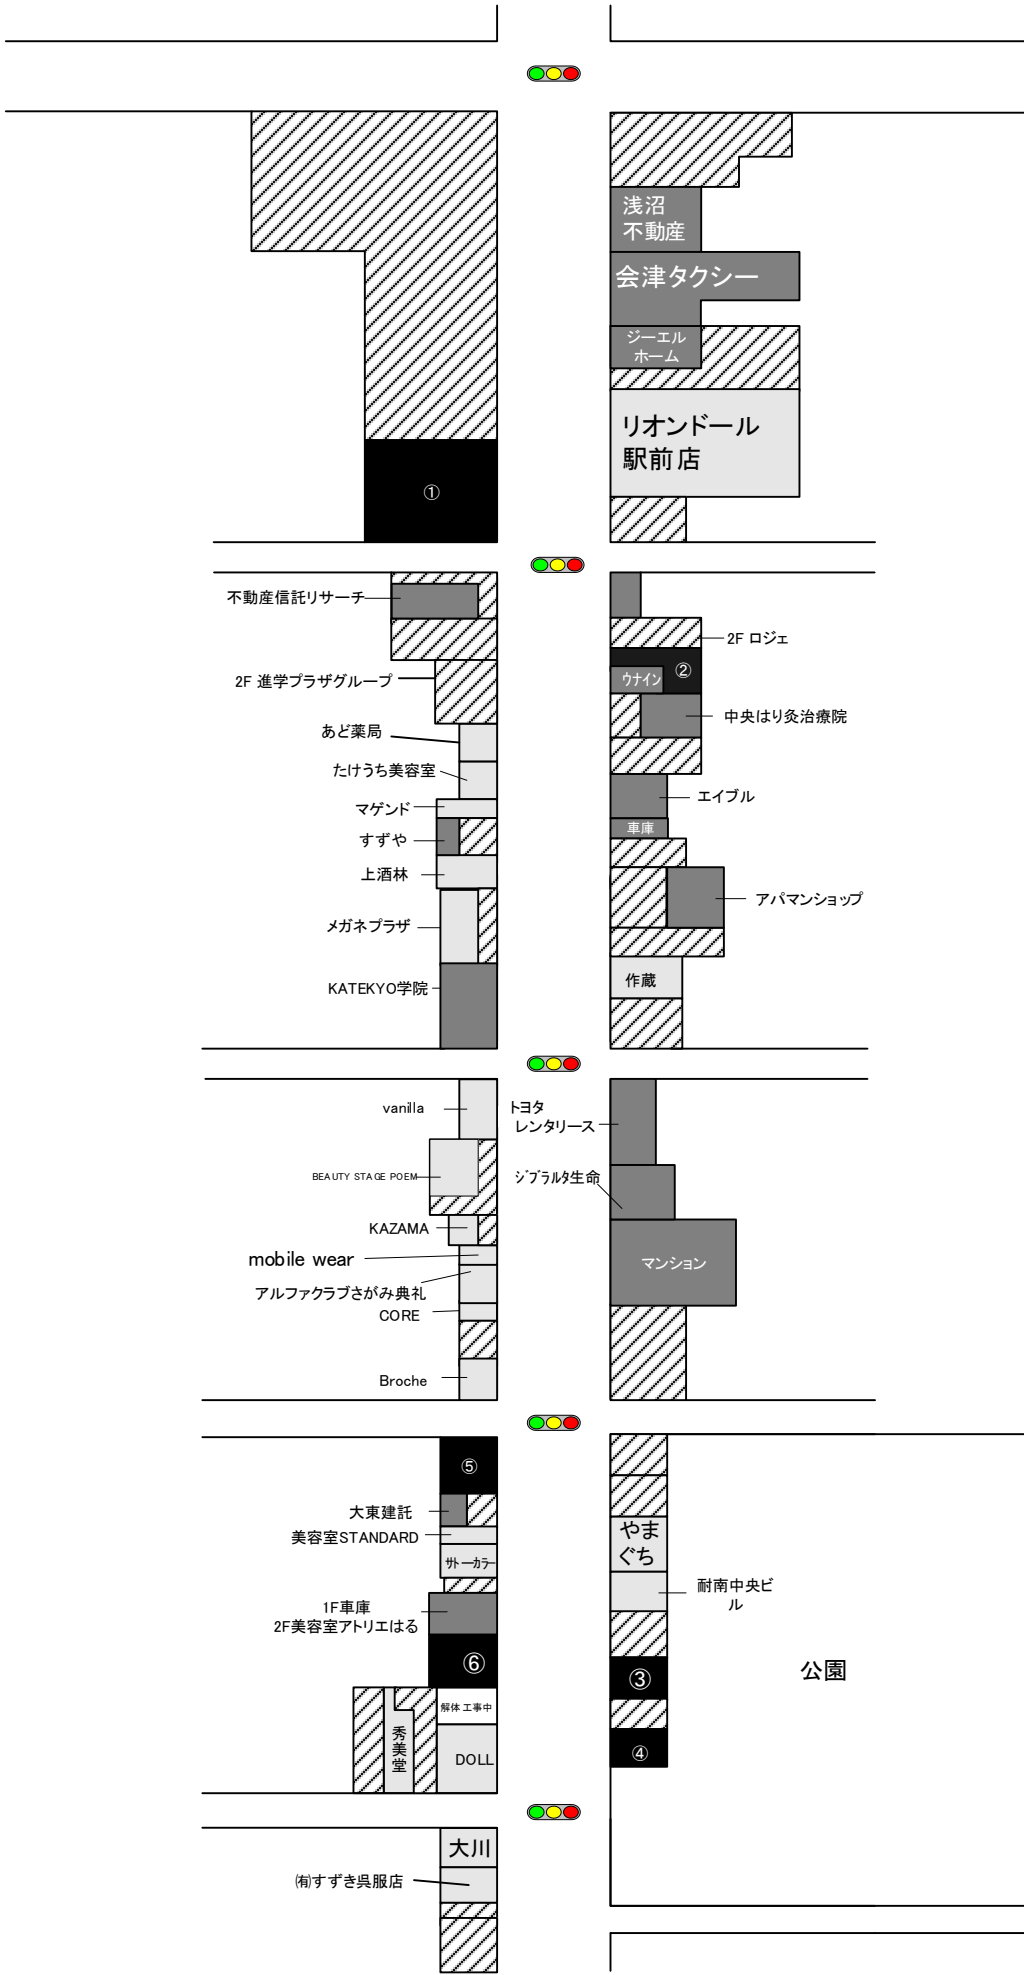 浅沼
不動産
会津タクシー
ジーエル
ホーム
リオンドール
駅前店
①
不動産信託リサーチ
2F 進学プラザグループ
あど薬局
たけうち美容室
マゲンド
すずや
上酒林
メガネプラザ
KATEKYO学院
2F ロジェ
②
ウナイン
中央はり灸治療院
エイブル
車庫
アパマンショップ
作蔵
vanilla
BEAUTY STAGE POEM
KAZAMA
mobile wear
アルファクラブさがみ典礼
CORE
Broche
トヨタ
レンタリース
ジブラルタ生命
マンション
⑤
大東建託
美容室STANDARD
サトーカラー
1F車庫
2F美容室アトリエはる
⑥
解体工事中
秀美堂
DOLL
やま
ぐち
耐南中央ビ
ル
③
④
公園
大川
㈲すずき呉服店